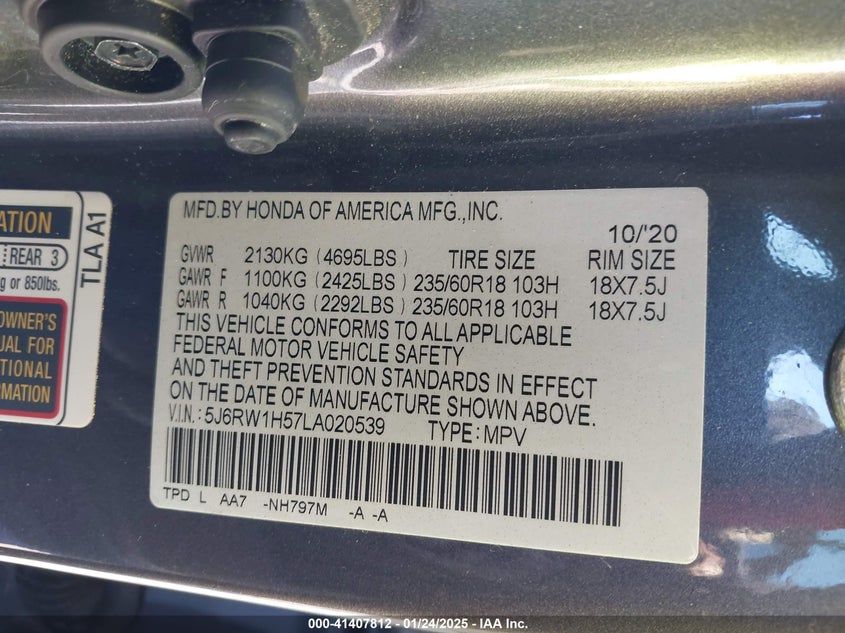 ATION
REAR 3
g or 850lbs.
OWNER'S
UAL FOR
TIONAL
RMATION
TLA A1
MFD.BY HONDA OF AMERICA MFG.,INC.
10/'20
GVWR 2130KG (4695LBS) TIRE SIZE RIM SIZE
GAWR F 1100KG (2425LBS) 235/60R18 103H 18X7.5J
GAWR R 1040KG (2292LBS) 235/60R18 103H 18X7.5J
THIS VEHICLE CONFORMS TO ALL APPLICABLE
FEDERAL MOTOR VEHICLE SAFETY
AND THEFT PREVENTION STANDARDS IN EFFECT
ON THE DATE OF MANUFACTURE SHOWN ABOVE.
V.I.N.: 5J6RW1H57LA020539 TYPE: MPV
TPD L AA7 -NH797M -A -A
000-41407812 - 01/24/2025 - IAA Inc.